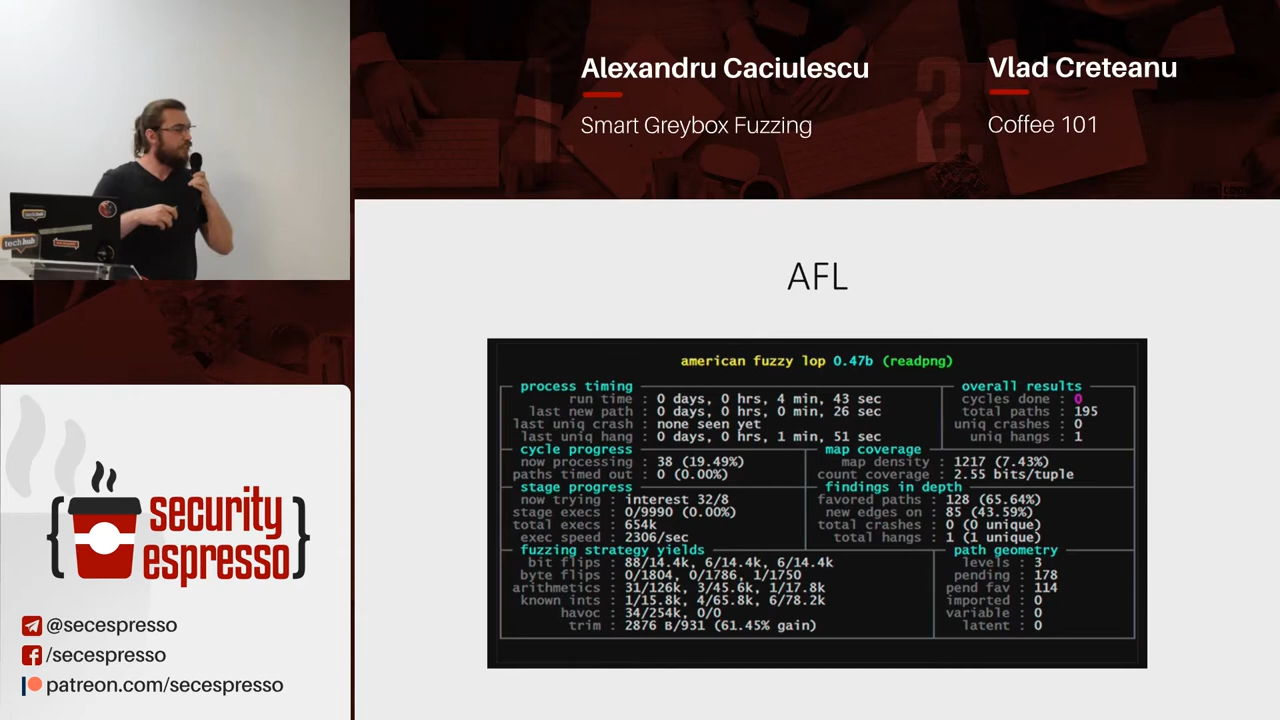 1.
Alexandru Caciulescu
Smart Greybox Fuzzing
2.
Vlad Creteanu
Coffee 101
techhub
techhub
AFL
american fuzzy lop 0.47b (readpng)
process timing
run time : 0 days, 0 hrs, 4 min, 43 sec
last new path : 0 days, 0 hrs, 0 min, 26 sec
last uniq crash : none seen yet
last uniq hang : 0 days, 0 hrs, 1 min, 51 sec
overall results
cycles done : 0
total paths : 195
uniq crashes : 0
uniq hangs : 1
cycle progress
now processing : 38 (19.49%)
paths timed out : 0 (0.00%)
map coverage
map density : 1217 (7.43%)
count coverage : 2.55 bits/tuple
stage progress
now trying : interest 32/8
stage execs : 0/9990 (0.00%)
total execs : 654k
exec speed : 2306/sec
findings in depth
favored paths : 128 (65.64%)
new edges on : 85 (43.59%)
total crashes : 0 (0 unique)
total hangs : 1 (1 unique)
fuzzing strategy yields
bit flips : 88/14.4k, 6/14.4k, 6/14.4k
byte flips : 0/1804, 0/1786, 1/1750
arithmetics : 31/126k, 3/45.6k, 1/17.8k
known ints : 1/15.8k, 4/65.8k, 6/78.2k
havoc : 34/254k, 0/0
trim : 2876 B/931 (61.45% gain)
path geometry
levels : 3
pending : 178
pend fav : 114
imported : 0
variable : 0
latent : 0
{security
espresso}
@secespresso
/secespresso
patreon.com/secespresso